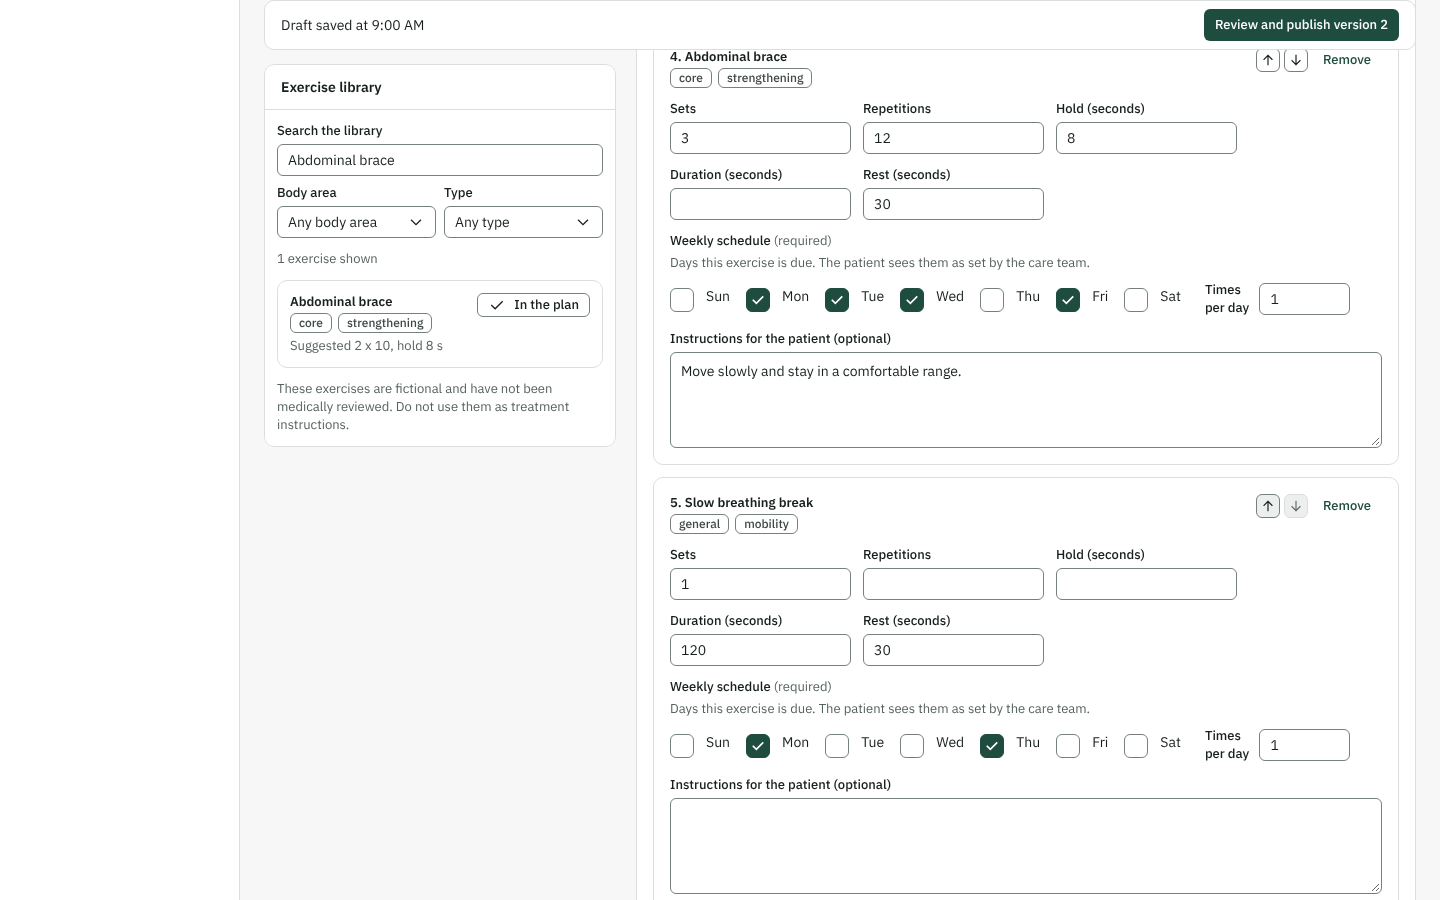 Draft saved at 9:00 AM
Review and publish version 2
Exercise library
Search the library
Abdominal brace
Body area
Type
Any body area
Any type
1 exercise shown
Abdominal brace
In the plan
core
strengthening
Suggested 2 x 10, hold 8 s
These exercises are fictional and have not been
medically reviewed. Do not use them as treatment
instructions.
4. Abdominal brace
Remove
core
strengthening
Sets
Repetitions
Hold (seconds)
3
12
8
Duration (seconds)
Rest (seconds)
30
Weekly schedule (required)
Days this exercise is due. The patient sees them as set by the care team.
Sun
Mon
Tue
Wed
Thu
Fri
Sat
Times
per day
1
Instructions for the patient (optional)
Move slowly and stay in a comfortable range.
5. Slow breathing break
Remove
general
mobility
Sets
Repetitions
Hold (seconds)
1
Duration (seconds)
Rest (seconds)
120
30
Weekly schedule (required)
Days this exercise is due. The patient sees them as set by the care team.
Sun
Mon
Tue
Wed
Thu
Fri
Sat
Times
per day
1
Instructions for the patient (optional)